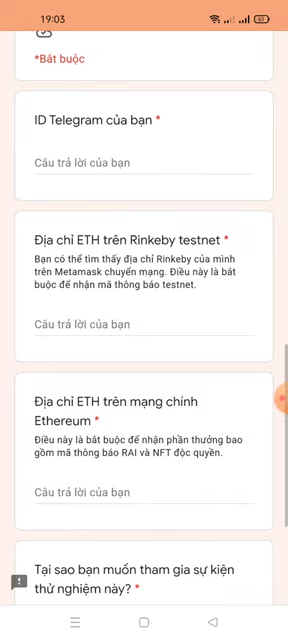 19:03
61
*Bắt buộc
ID Telegram của bạn *
Câu trả lời của bạn
Địa chỉ ETH trên Rinkeby testnet *
Bạn có thể tìm thấy địa chỉ Rinkeby của mình
trên Metamask chuyển mạng. Điều này là bắt
buộc để nhận mã thông báo testnet.
Câu trả lời của bạn
Địa chỉ ETH trên mạng chính
Ethereum *
Điều này là bắt buộc để nhận phần thưởng bao
gồm mã thông báo RAI và NFT độc quyền.
Câu trả lời của bạn
Tại sao bạn muốn tham gia sự kiện
thử nghiệm này? *